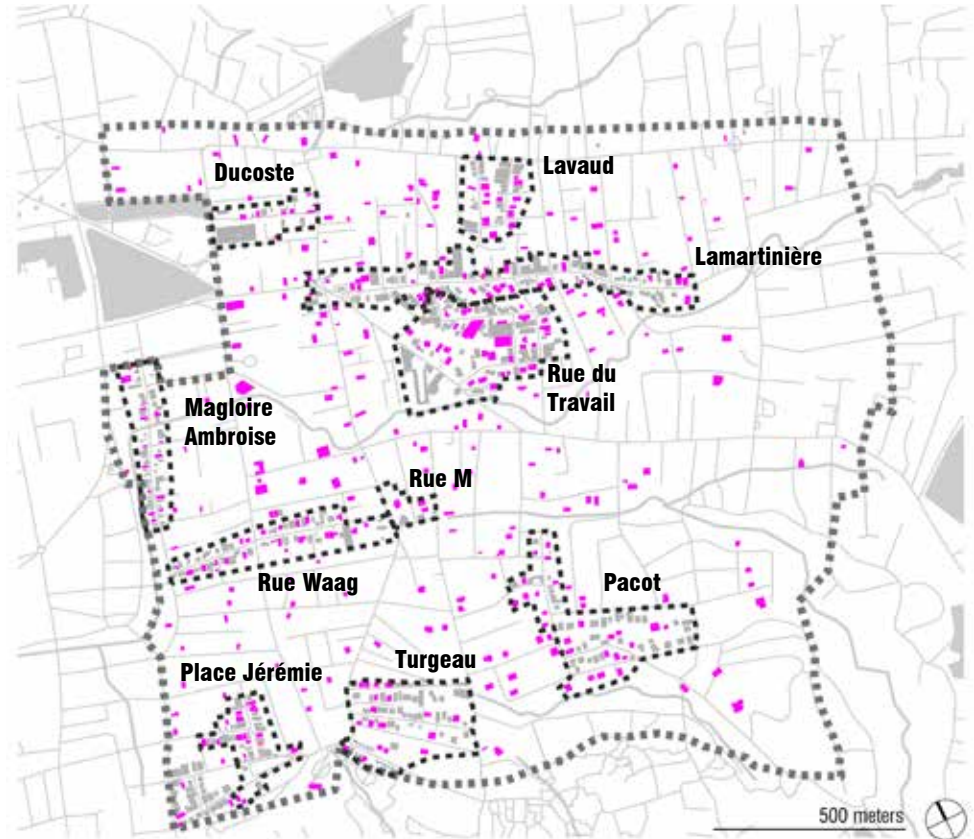 Ducoste
Lavaud
Lamartinière
Rue du
Travail
Magloire
Ambroise
Rue M
Rue Waag
Pacot
Place Jérémie
Turgeau
500 meters